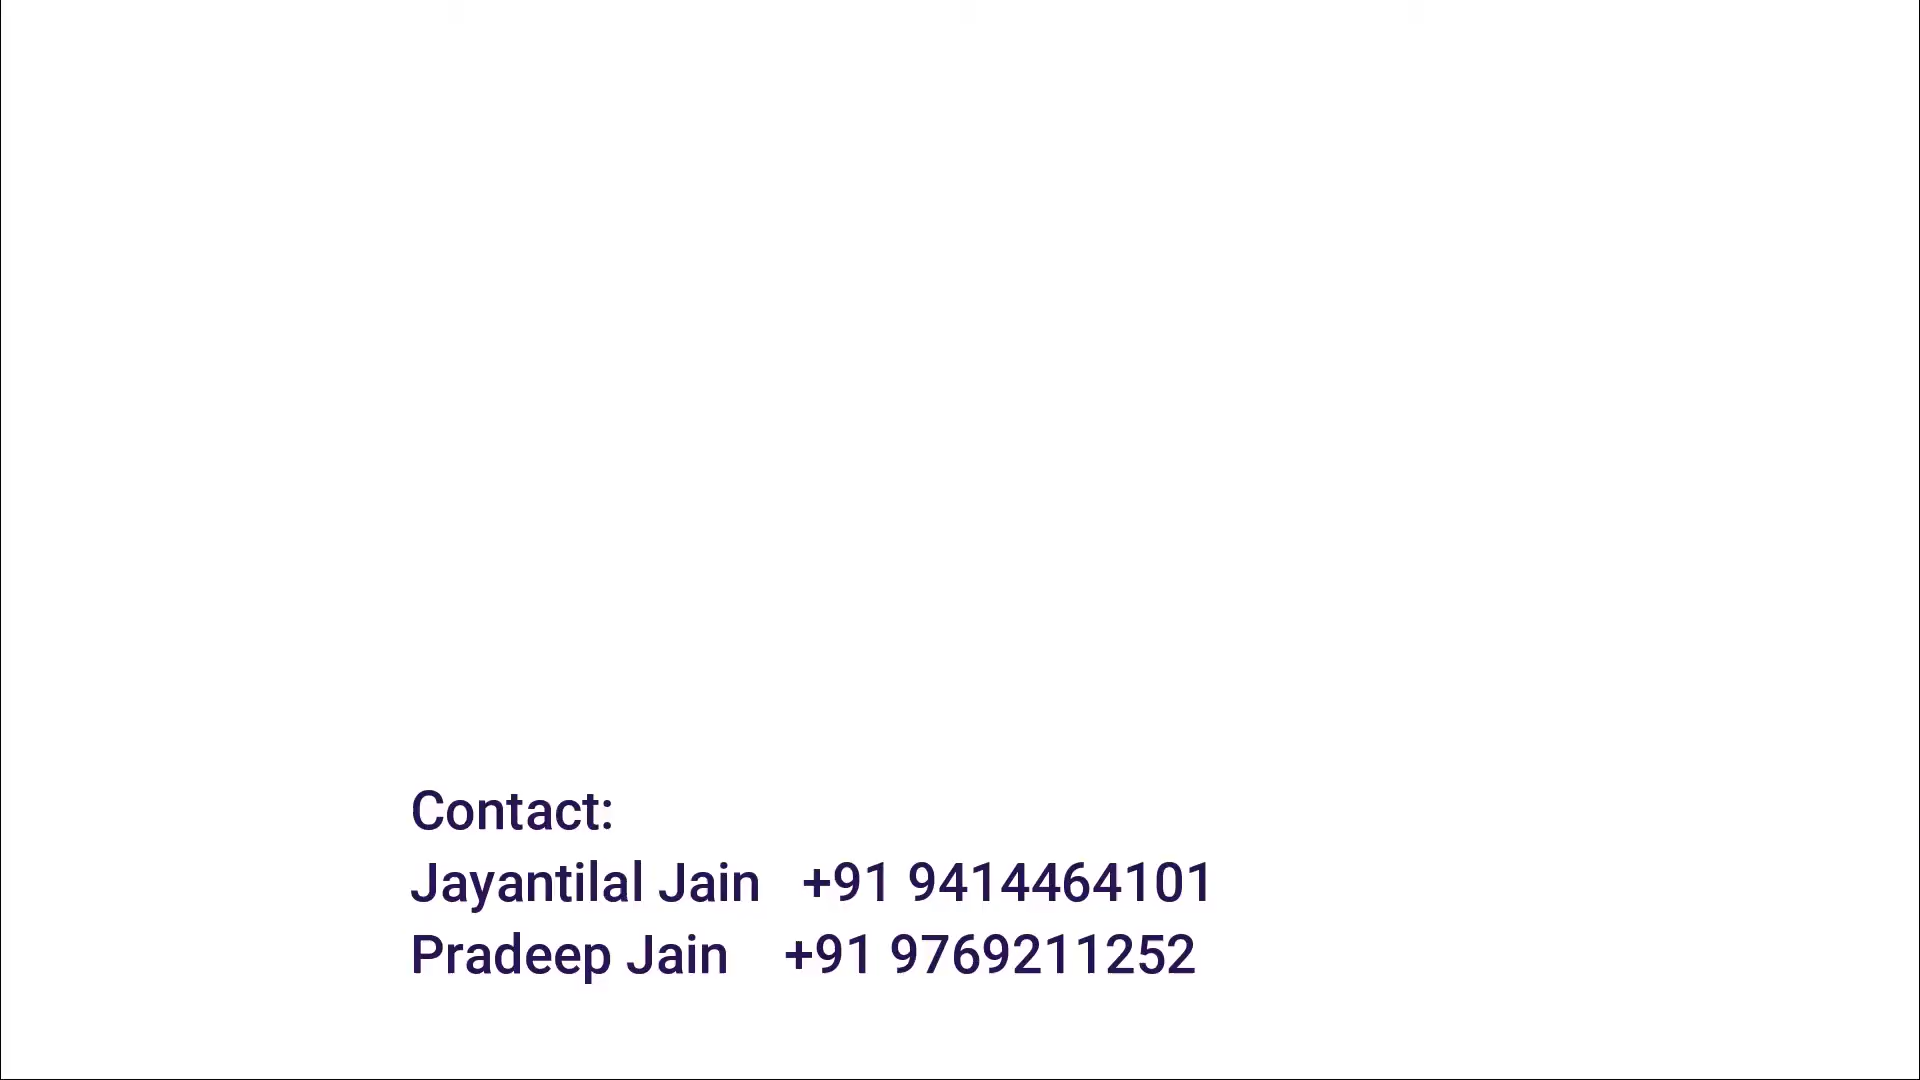 Contact:
Jayantilal Jain +91 9414464101
Pradeep Jain +91 9769211252